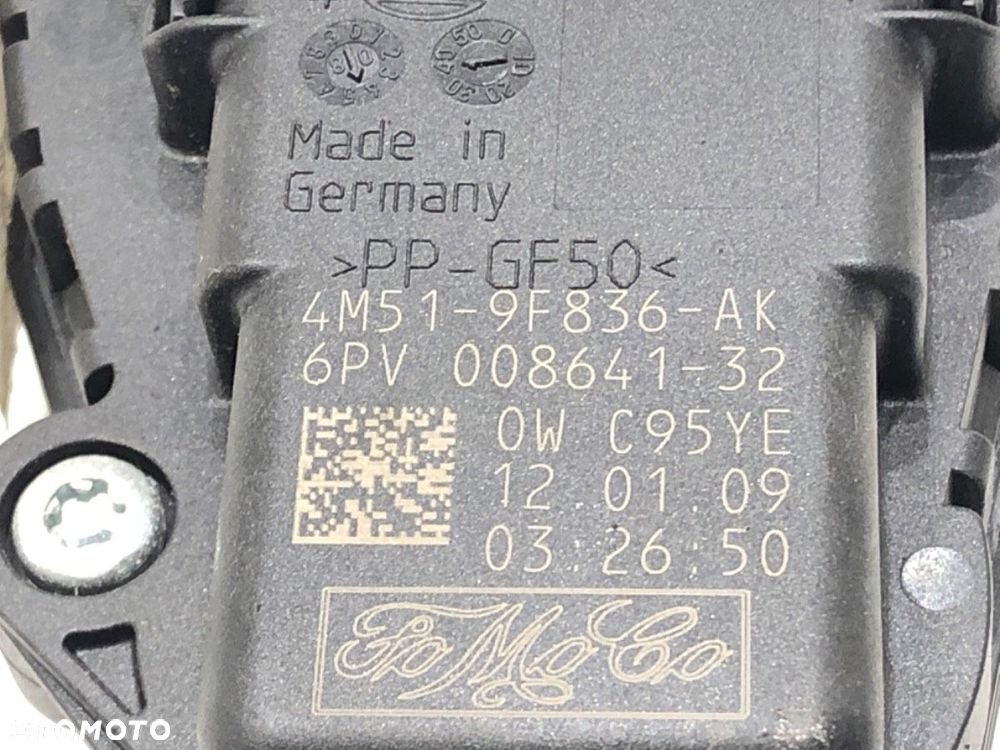 Made in
Germany
>PP-GF50<
4M51-9F836-AK
6PV 008641-32
0W C95YE
12.01.09
03.26.50
FoMoCo
OTOMOTO